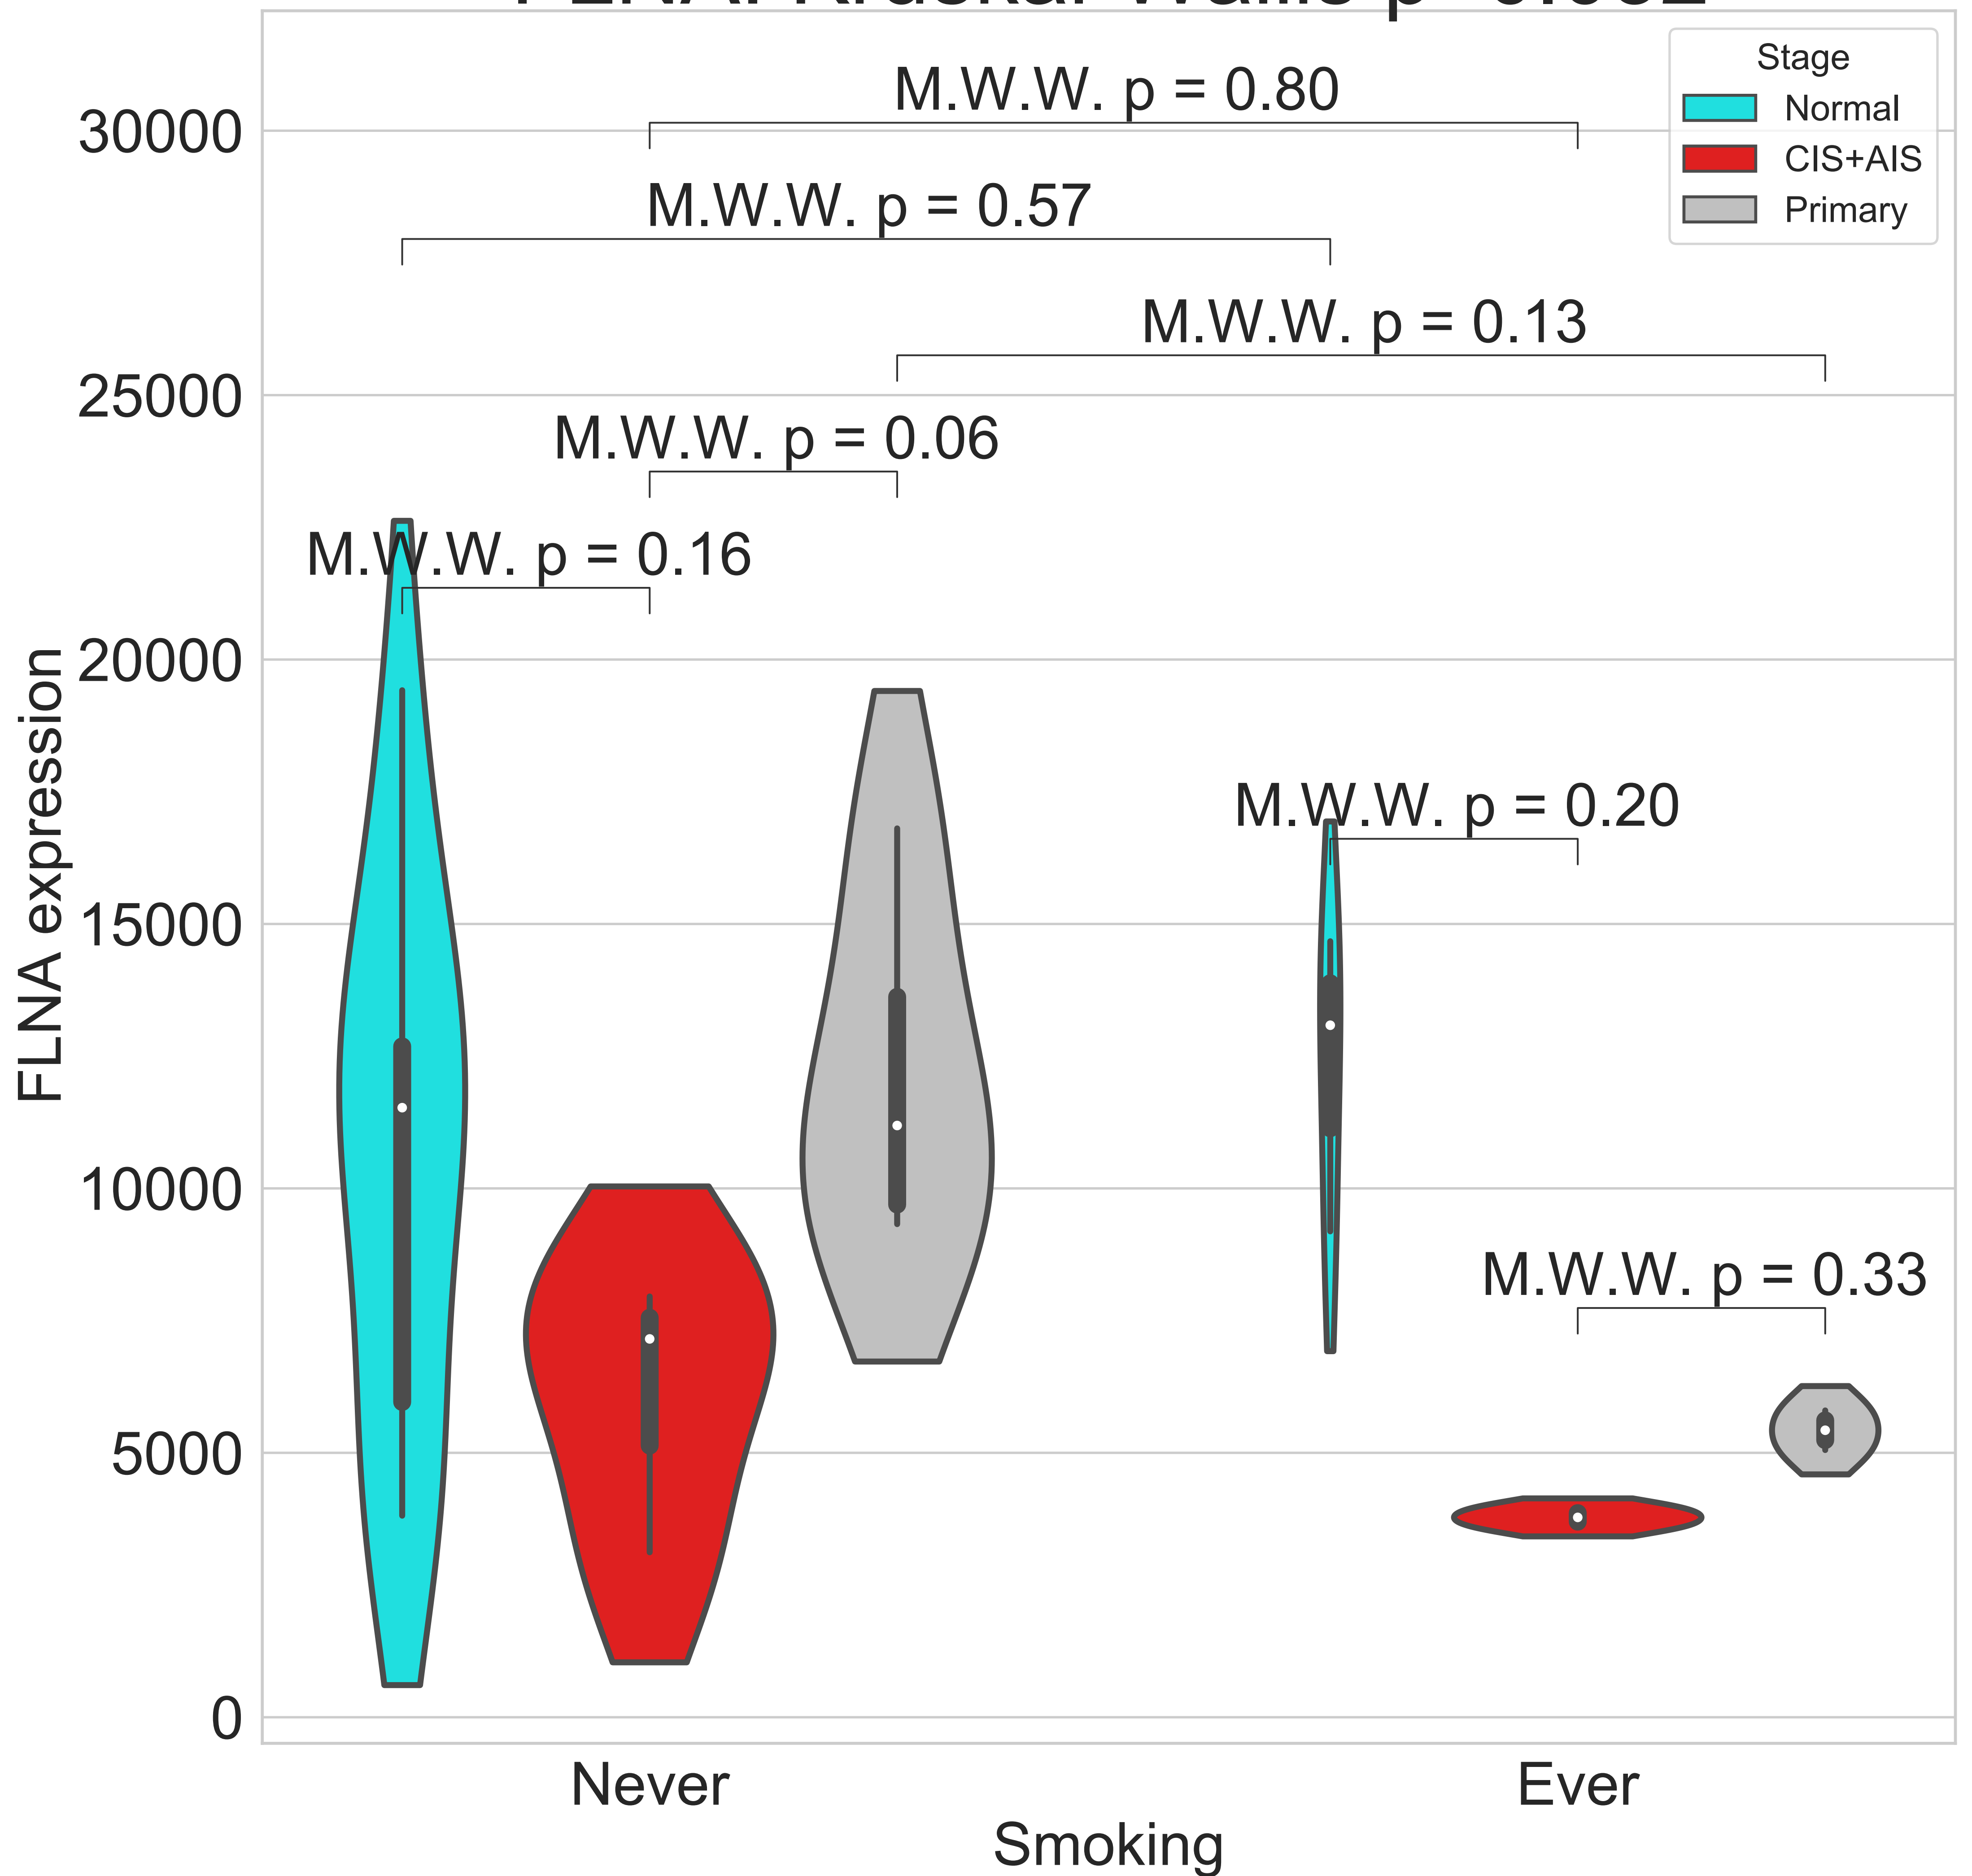 Stage
Normal
CIS+AIS
Primary
M.W.W. p = 0.80
M.W.W. p = 0.57
M.W.W. p = 0.13
M.W.W. p = 0.06
M.W.W. p = 0.16
M.W.W. p = 0.20
M.W.W. p = 0.33
30000
25000
20000
15000
10000
5000
0
FLNA expression
Never
Ever
Smoking